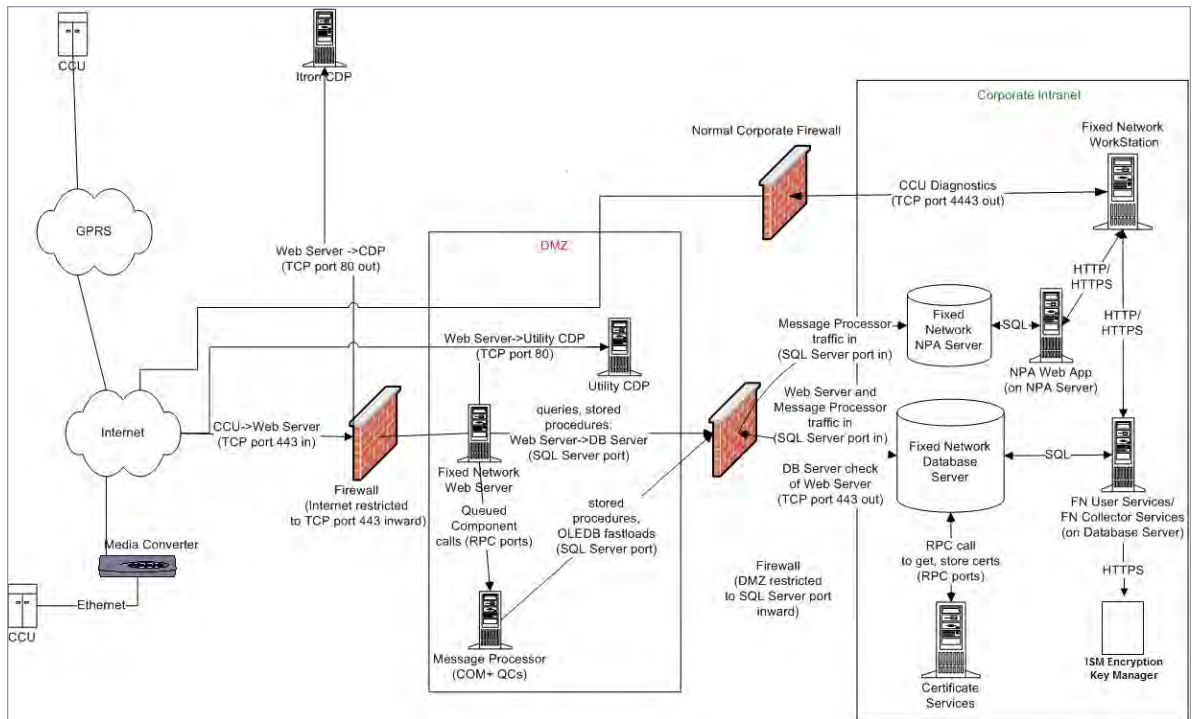 CCU
Itron CDP
Corporate Intranet
Normal Corporate Firewall
Fixed Network
WorkStation
CCU Diagnostics
(TCP port 4443 out)
GPRS
Web Server ->CDP
(TCP port 80 out)
DMZ
HTTP/
HTTPS
Fixed
Network
NPA Server
SQL
HTTP/
HTTPS
Message Processor
traffic in
(SQL Server port in)
Web Server->Utility CDP
(TCP port 80)
Utility CDP
NPA Web App
(on NPA Server)
Web Server and
Message Processor
traffic in
(SQL Server port in)
queries, stored
procedures:
Web Server->DB Server
(SQL Server port)
Internet
CCU->Web Server
(TCP port 443 in)
Fixed Network
Database
Server
SQL
DB Server check
of Web Server
(TCP port 443 out)
Fixed Network
Web Server
Firewall
(Internet restricted
to TCP port 443 inward)
Queued
Component
calls (RPC ports)
stored
procedures,
OLEDB fastloads
(SQL Server port)
FN User Services/
FN Collector Services
(on Database Server)
Media Converter
RPC call
to get, store certs
(RPC ports)
Firewall
(DMZ restricted
to SQL Server port
inward)
HTTPS
Ethernet
CCU
Message Processor
(COM+ QCs)
Certificate
Services
ISM Encryption
Key Manager